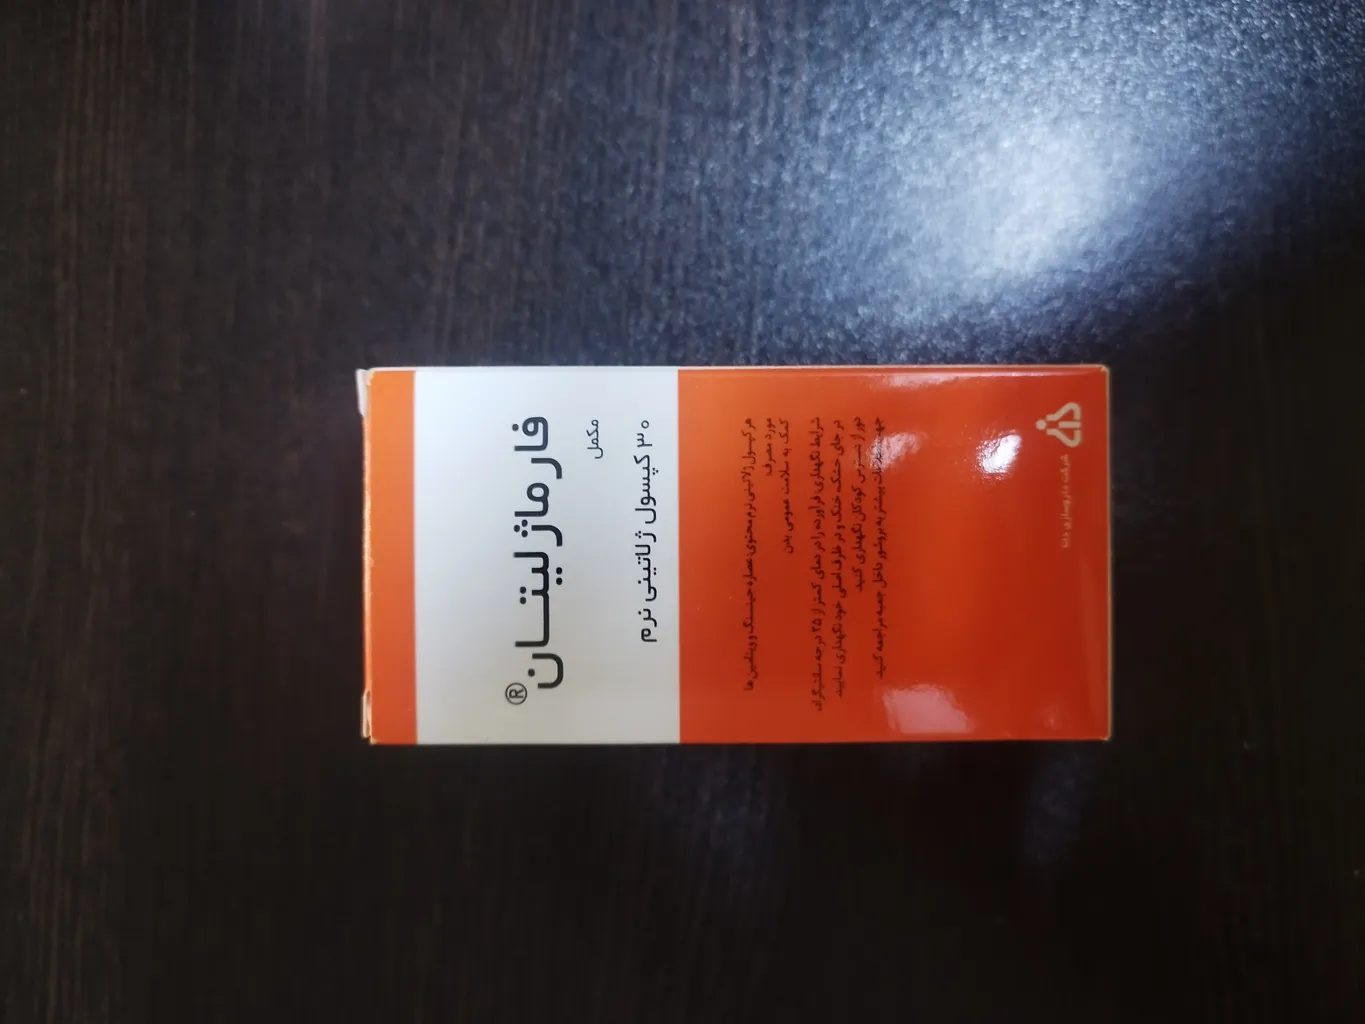 فارماژلیتان®
مکمل
۳۰ کپسول ژلاتینی نرم
هر کپسول ژلاتینی نرم محتوی: عصاره جینسنگ و ویتامین ها
مورد مصرف:
کمک به سلامت عمومی بدن
شرایط نگهداری: فرآورده را در دمای کمتر از ۲۵ درجه سانتیگراد،
در جای خشک، خنک و در ظرف اصلی خود نگهداری نمایید.
دور از دسترس کودکان نگهداری کنید.
جهت اطلاعات بیشتر به بروشور داخل جعبه مراجعه کنید.
شرکت داروسازی دانا